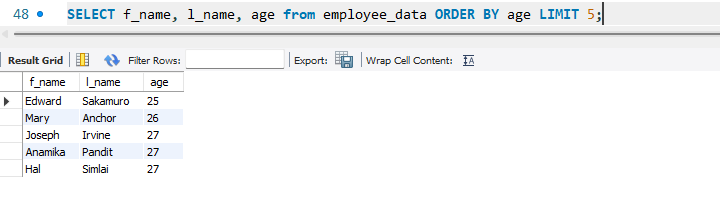 48 SELECT f_name, l_name, age from employee_data ORDER BY age LIMIT 5;
Result Grid Filter Rows: Export: Wrap Cell Content: IA
f_name l_name age
Edward Sakamuro 25
Mary Anchor 26
Joseph Irvine 27
Anamika Pandit 27
Hal Simlai 27